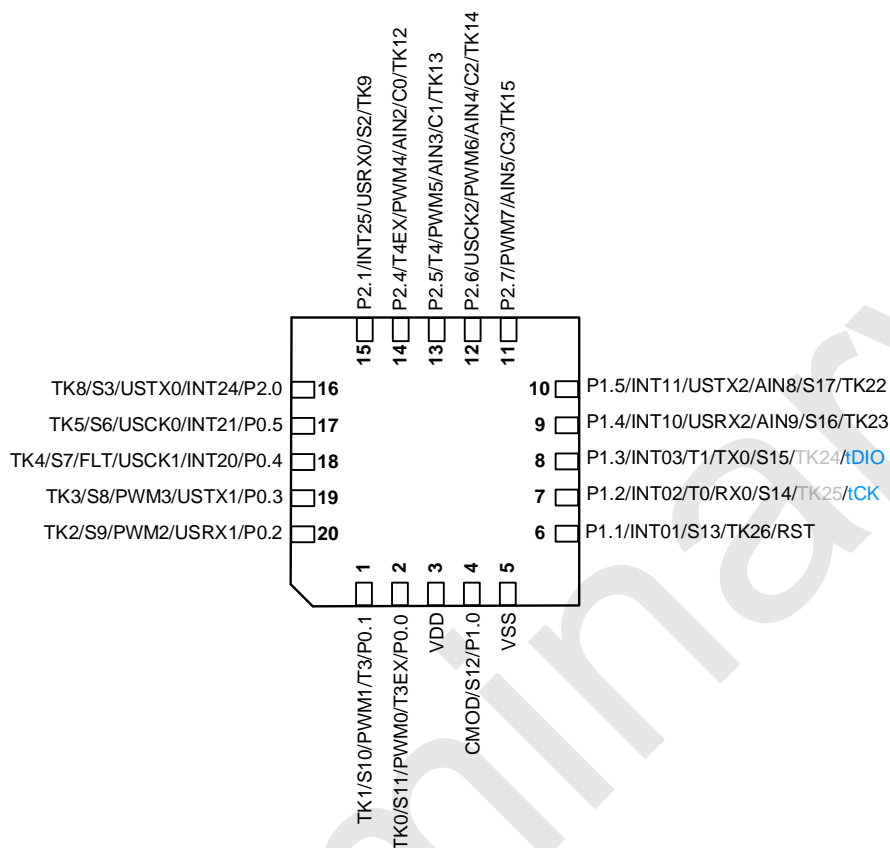 P2.1/INT25/USRX0/S2/TK9
P2.4/T4EX/PWM4/AIN2/C0/TK12
P2.5/T4/PWM5/AIN3/C1/TK13
P2.6/USCK2/PWM6/AIN4/C2/TK14
P2.7/PWM7/AIN5/C3/TK15
15
14
13
12
11
TK8/S3/USTX0/INT24/P2.0 16
TK5/S6/USCK0/INT21/P0.5 17
TK4/S7/FLT/USCK1/INT20/P0.4 18
TK3/S8/PWM3/USTX1/P0.3 19
TK2/S9/PWM2/USRX1/P0.2 20
10 P1.5/INT11/USTX2/AIN8/S17/TK22
9 P1.4/INT10/USRX2/AIN9/S16/TK23
8 P1.3/INT03/T1/TX0/S15/TK24/tDIO
7 P1.2/INT02/T0/RX0/S14/TK25/tCK
6 P1.1/INT01/S13/TK26/RST
1
2
3
4
5
TK1/S10/PWM1/T3/P0.1
TK0/S11/PWM0/T3EX/P0.0
VDD
CMOD/S12/P1.0
VSS